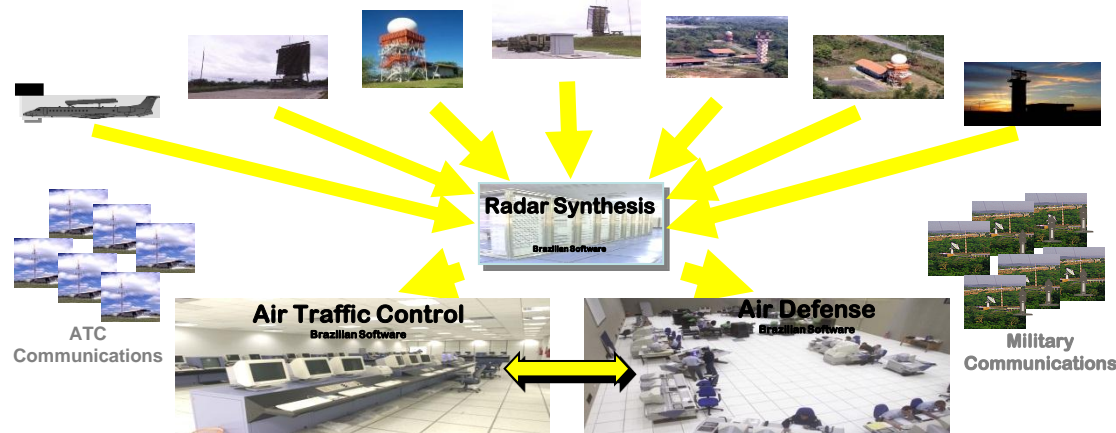 Radar Synthesis
Brazilian Software
Air Traffic Control
Brazilian Software
Air Defense
Brazilian Software
ATC
Communications
Military
Communications